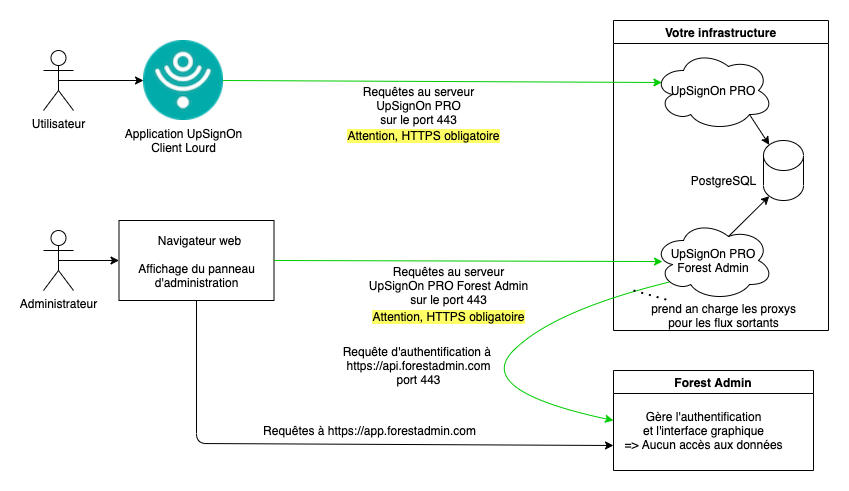 Votre infrastructure
Utilisateur
Application UpSignOn
Client Lourd
Requêtes au serveur
UpSignOn PRO
sur le port 443
Attention, HTTPS obligatoire
UpSignOn PRO
PostgreSQL
Administrateur
Navigateur web
Affichage du panneau
d'administration
Requêtes au serveur
UpSignOn PRO Forest Admin
sur le port 443
Attention, HTTPS obligatoire
UpSignOn PRO
Forest Admin
prend an charge les proxys
pour les flux sortants
Requête d'authentification à
https://api.forestadmin.com
port 443
Requêtes à https://app.forestadmin.com
Forest Admin
Gère l'authentification
et l'interface graphique
=> Aucun accès aux données